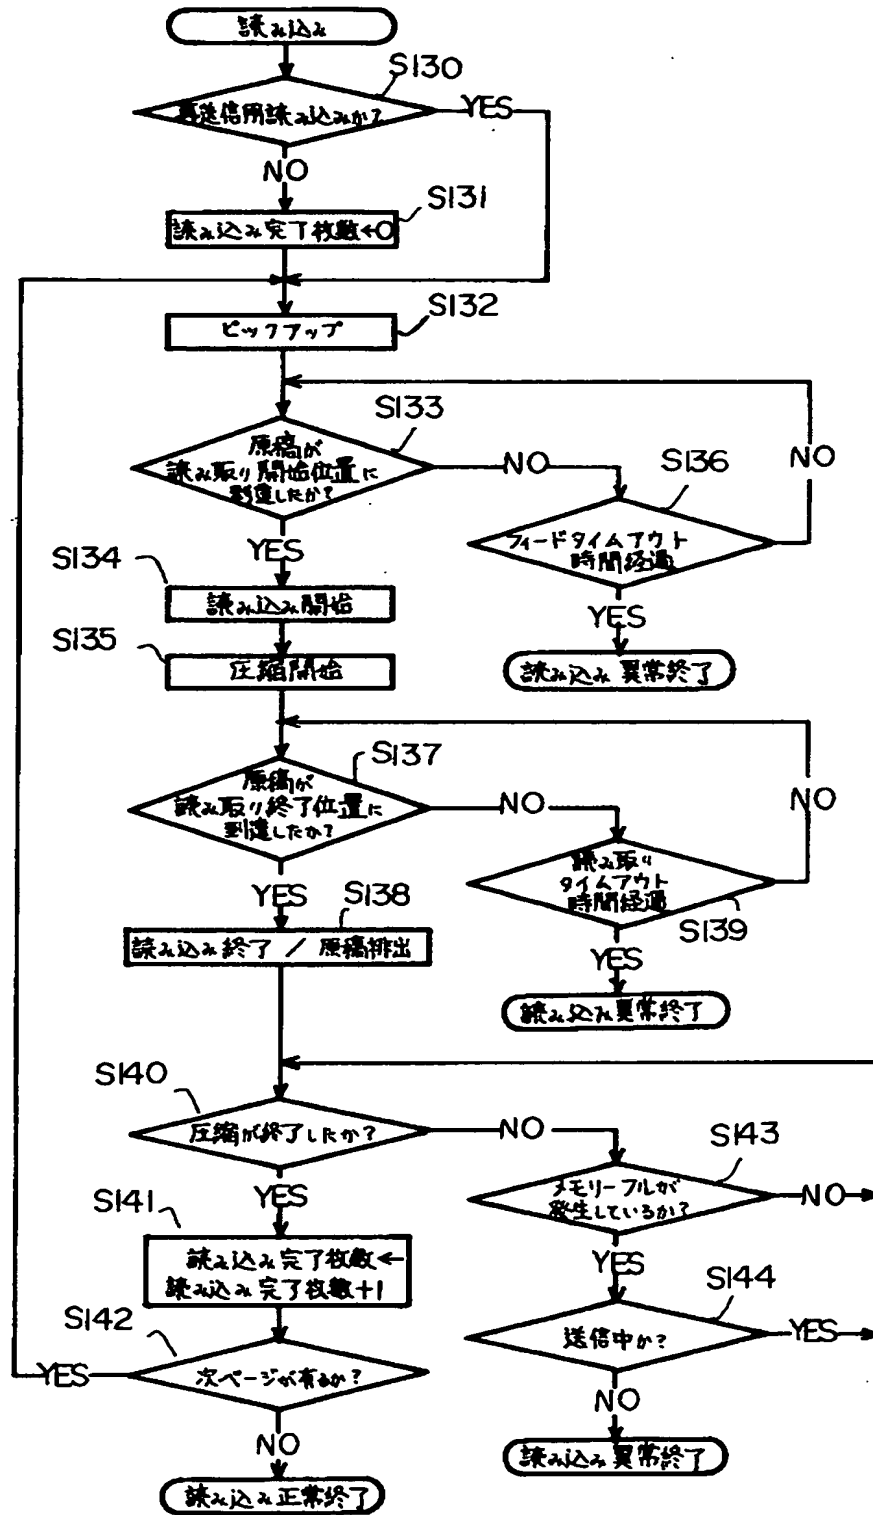 読み込み
S130
再送信用読み込みか?
YES
NO
S131
読み込み完了枚数←0
S132
ピックアップ
S133
原稿が
読み取り開始位置に
到達したか?
NO
S136
NO
YES
フィードタイムアウト
時間経過
S134
読み込み開始
YES
S135
圧縮開始
読み込み異常終了
S137
原稿が
読み取り終了位置に
到達したか?
NO
NO
読み取り
タイムアウト
時間経過
YES
S138
S139
読み込み終了 / 原稿排出
YES
読み込み異常終了
S140
圧縮が終了したか?
NO
S143
YES
メモリーフルが
発生しているか?
NO
S141
読み込み完了枚数←
読み込み完了枚数+1
YES
S144
S142
送信中か?
YES
YES
次ページが有るか?
NO
NO
読み込み異常終了
読み込み正常終了